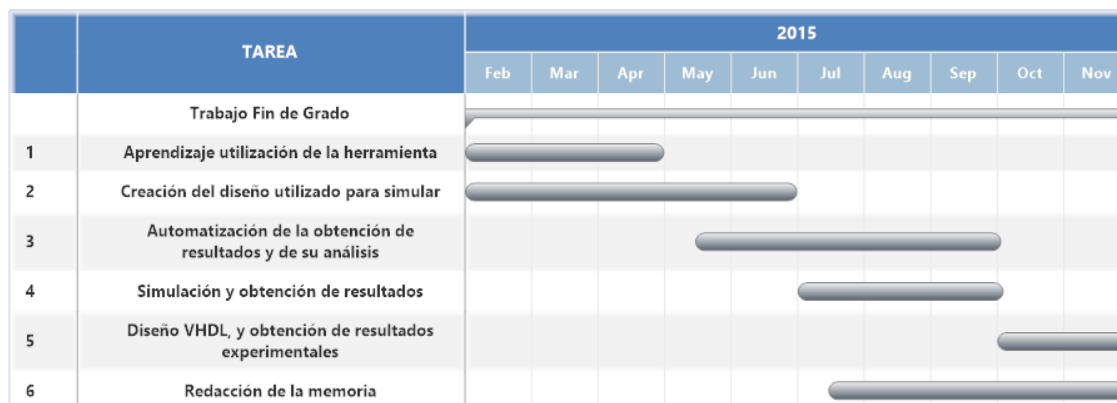 TAREA
2015
Feb Mar Apr May Jun Jul Aug Sep Oct Nov
Trabajo Fin de Grado
1 Aprendizaje utilización de la herramienta
2 Creación del diseño utilizado para simular
3 Automatización de la obtención de
resultados y de su análisis
4 Simulación y obtención de resultados
5 Diseño VHDL, y obtención de resultados
experimentales
6 Redacción de la memoria